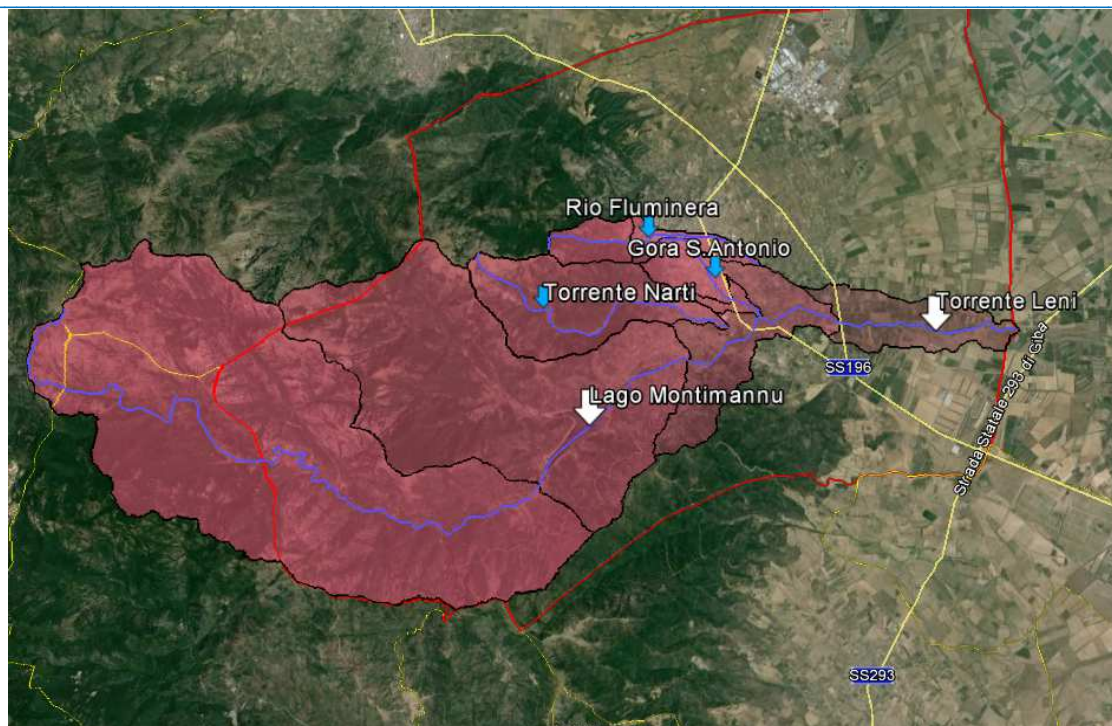 Rio Fluminera
Gora S.Antonio
Torrente Narti
Torrente Leni
SS196
Lago Montimannu
Strada Statale 293 di Giba
SS293